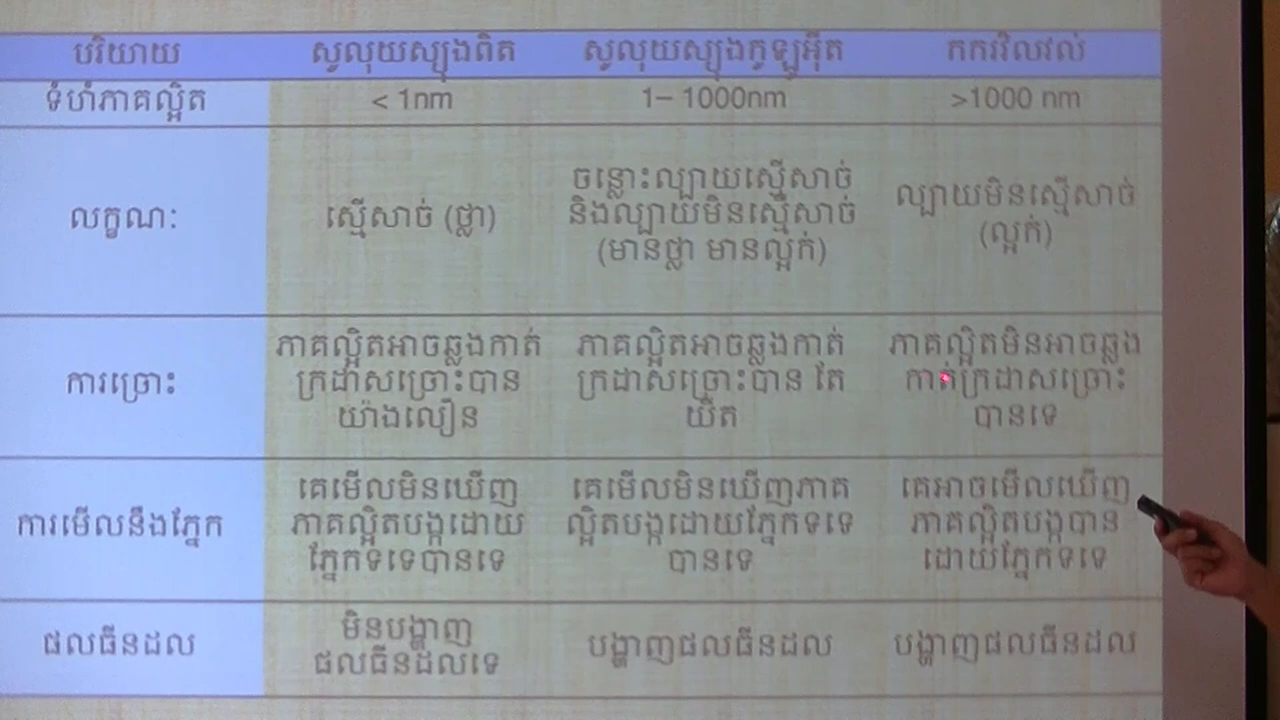 បរិយាយ
សូលុយស្យុងពិត
សូលុយស្យុងកូឡូអ៊ីត
កករវិលវល់
ទំហំភាគល្អិត
< 1nm
1– 1000nm
>1000 nm
លក្ខណៈ
ស្មើសាច់ (ថ្លា)
ចន្លោះល្បាយស្មើសាច់
និងល្បាយមិនស្មើសាច់
(មានថ្លា មានល្អក់)
ល្បាយមិនស្មើសាច់
(ល្អក់)
ការច្រោះ
ភាគល្អិតអាចឆ្លងកាត់
ក្រដាសច្រោះបាន
យ៉ាងលឿន
ភាគល្អិតអាចឆ្លងកាត់
ក្រដាសច្រោះបាន តែ
យឺត
ភាគល្អិតមិនអាចឆ្លង
កាត់ក្រដាសច្រោះ
បានទេ
ការមើលនឹងភ្នែក
គេមើលមិនឃើញ
ភាគល្អិតបង្កដោយ
ភ្នែកទទេបានទេ
គេមើលមិនឃើញភាគ
ល្អិតបង្កដោយភ្នែកទទេ
បានទេ
គេអាចមើលឃើញ
ភាគល្អិតបង្កបាន
ដោយភ្នែកទទេ
ផលធីនដល
មិនបង្ហាញ
ផលធីនដលទេ
បង្ហាញផលធីនដល
បង្ហាញផលធីនដល